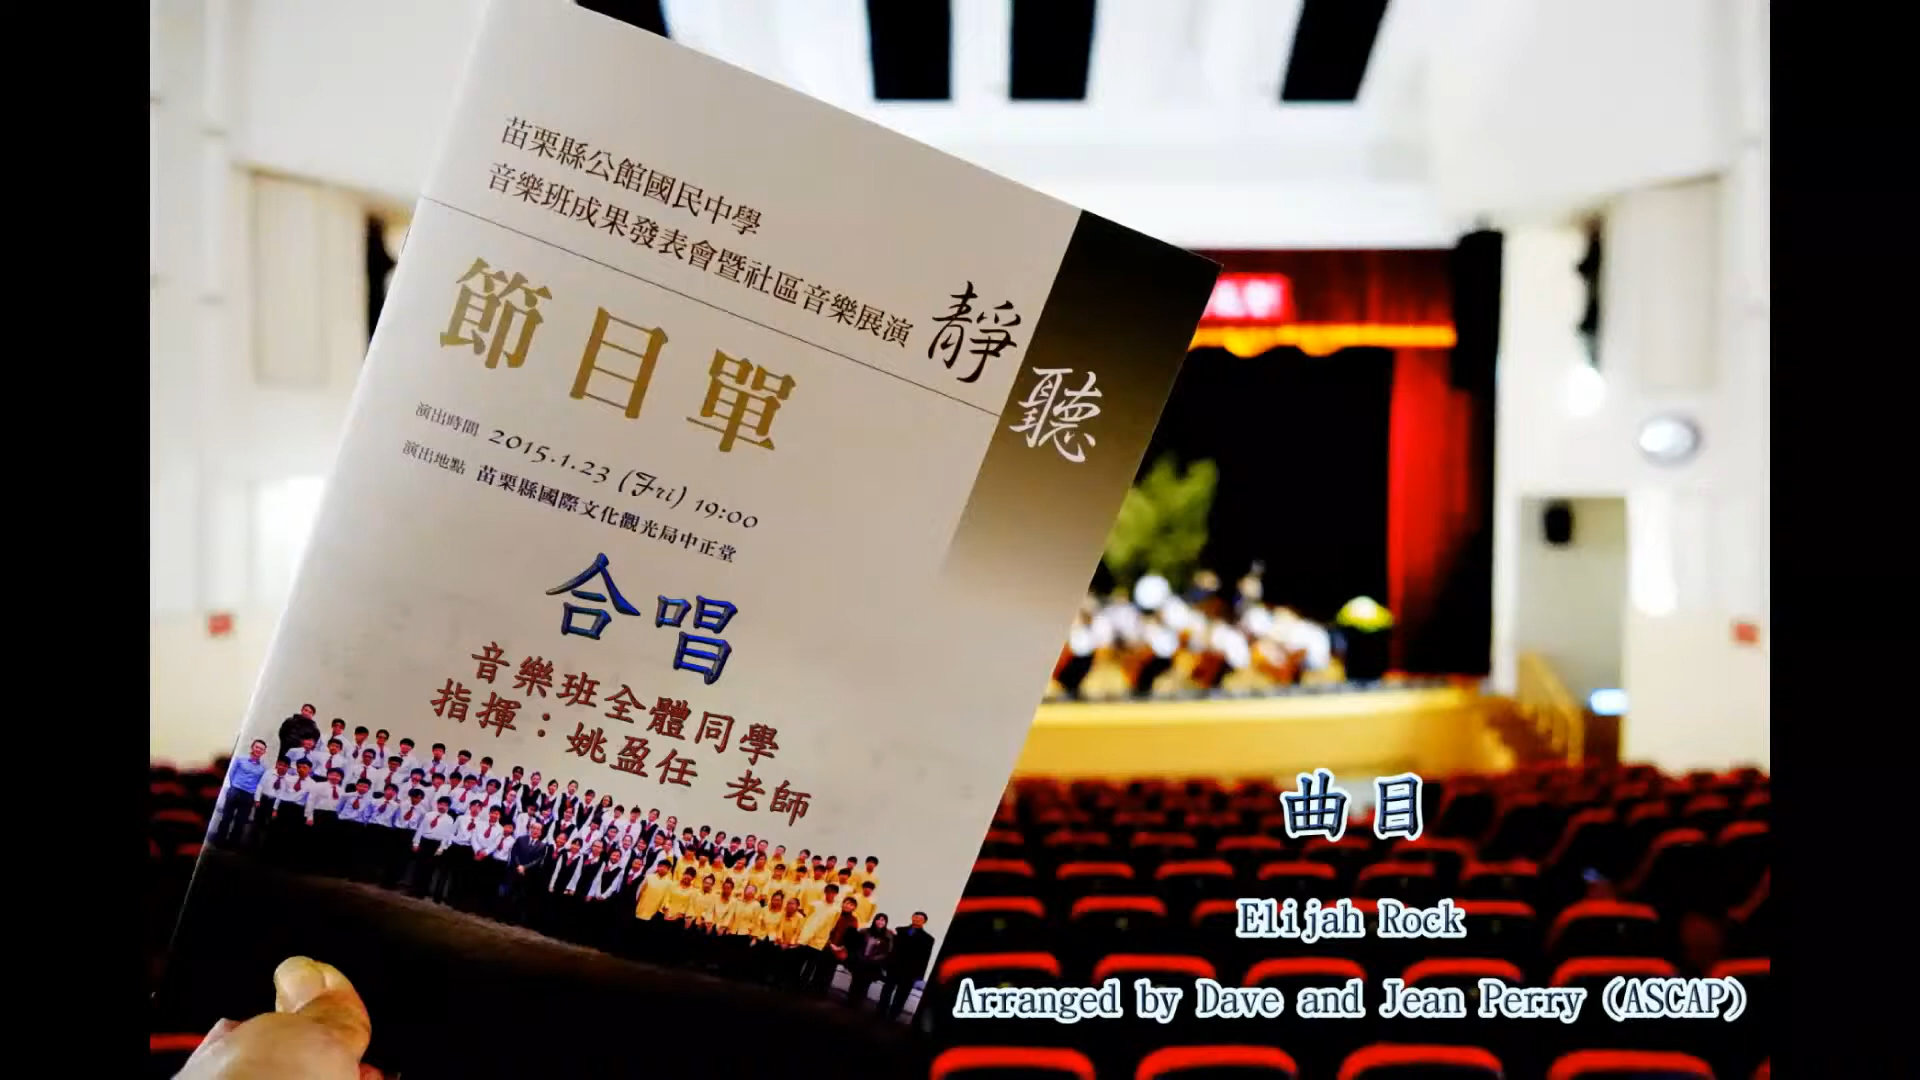 苗栗縣公館國民中學
音樂班成果發表會暨社區音樂展演
靜聽
節目單
演出時間 2015.1.23 (Fri) 19:00
演出地點 苗栗縣國際文化觀光局中正堂
合唱
音樂班全體同學
指揮：姚盈任 老師
曲目
Elijah Rock
Arranged by Dave and Jean Perry (ASCAP)